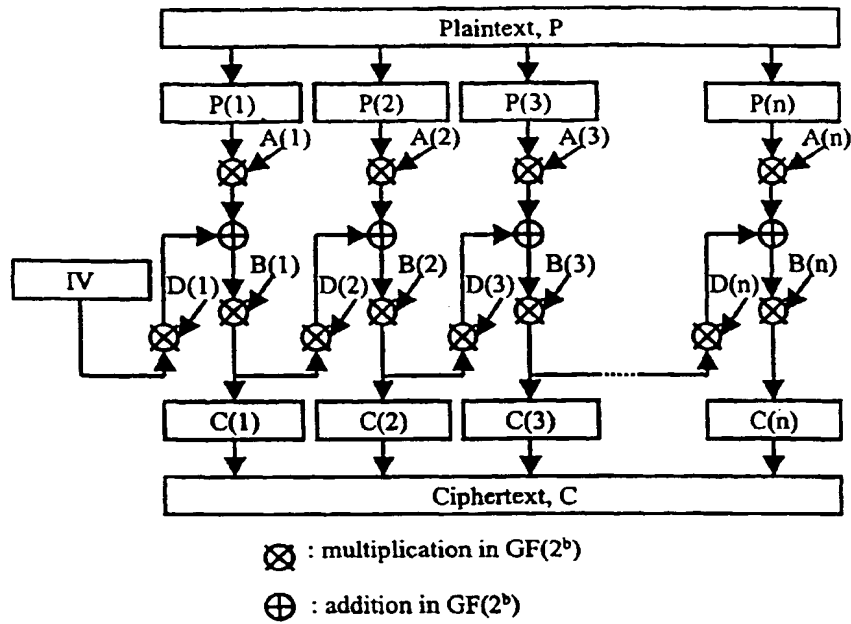 Plaintext, P
P(1) P(2) P(3) P(n)
A(1) A(2) A(3) A(n)
IV D(1) B(1) D(2) B(2) D(3) B(3) D(n) B(n)
C(1) C(2) C(3) C(n)
Ciphertext, C
: multiplication in GF(2ᵇ)
: addition in GF(2ᵇ)